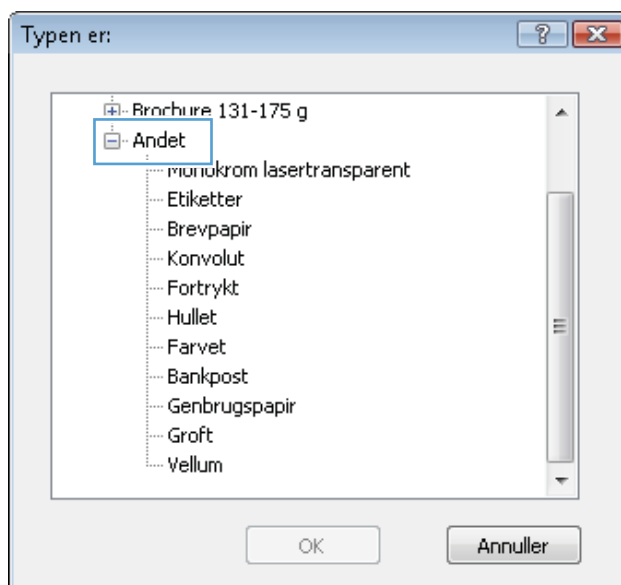 Typen er:
Brochure 131-175 g
Andet
Monokrom lasertransparent
Etiketter
Brevpapir
Konvolut
Fortrykt
Hullet
Farvet
Bankpost
Genbrugspapir
Groft
Vellum
OK
Annuller